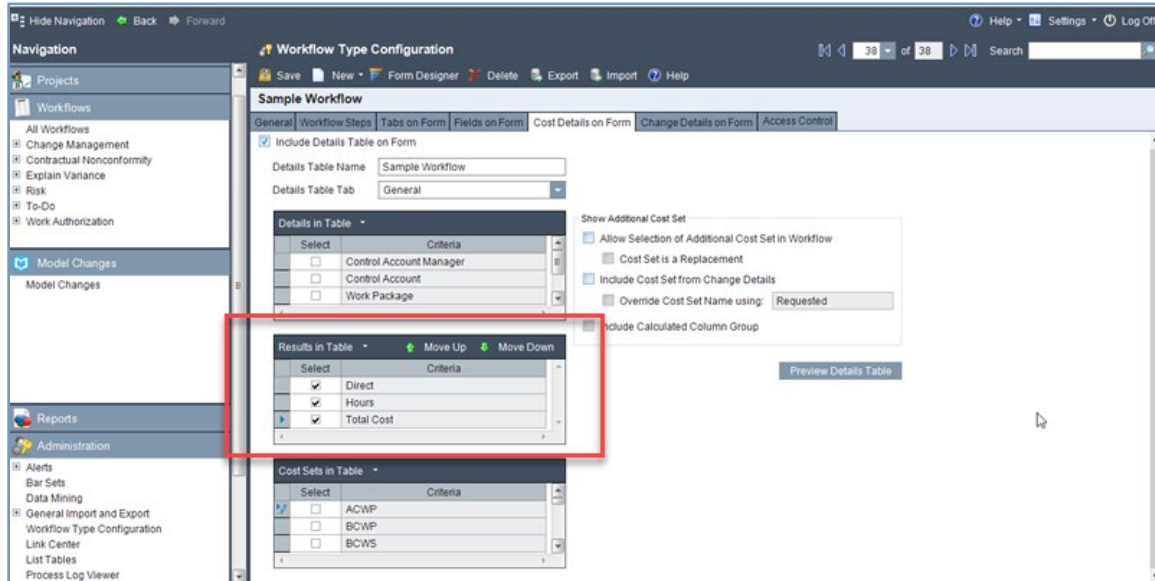 Hide Navigation Back Forward Help Settings Log Off
Navigation Workflow Type Configuration 38 of 38 Search
Projects Save New Form Designer Delete Export Import Help
Workflows Sample Workflow
General Workflow Steps Tabs on Form Fields on Form Cost Details on Form Change Details on Form Access Control
All Workflows
Change Management
Contractual Nonconformity
Explain Variance
Risk
To-Do
Work Authorization
Model Changes
Model Changes
Reports
Administration
Alerts
Bar Sets
Data Mining
General Import and Export
Workflow Type Configuration
Link Center
List Tables
Process Log Viewer
Include Details Table on Form
Details Table Name Sample Workflow
Details Table Tab General
Details in Table
Select Criteria
Control Account Manager
Control Account
Work Package
Results in Table Move Up Move Down
Select Criteria
Direct
Hours
Total Cost
Cost Sets in Table
Select Criteria
ACWP
BCWP
BCWS
Show Additional Cost Set
Allow Selection of Additional Cost Set in Workflow
Cost Set is a Replacement
Include Cost Set from Change Details
Override Cost Set Name using: Requested
Include Calculated Column Group
Preview Details Table